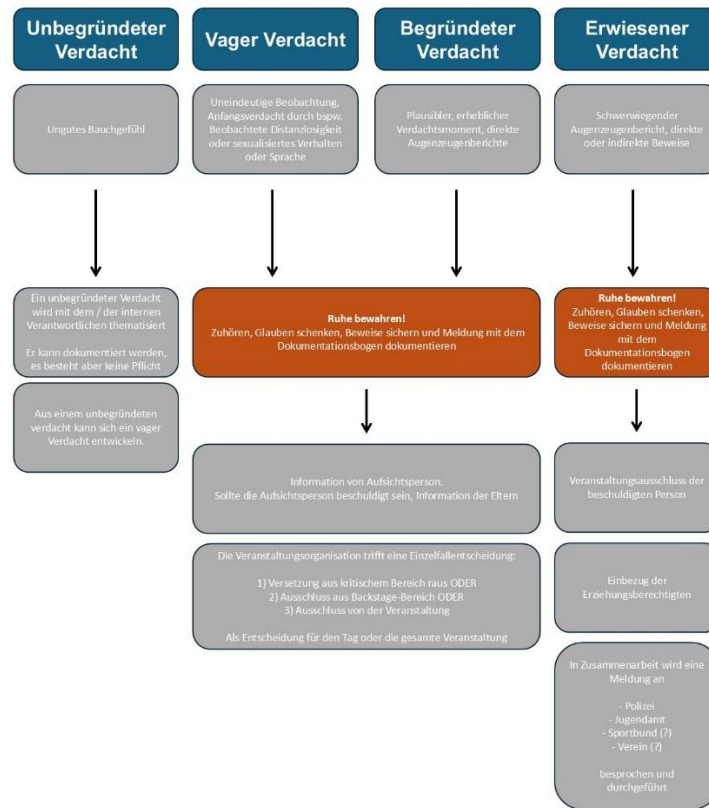 Unbegründeter
Verdacht
Vager Verdacht
Begründeter
Verdacht
Erwiesener
Verdacht
Ungutes Bauchgefühl
Uneindeutige Beobachtung,
Anfangsverdacht durch bspw.
Beobachtete Distanzlosigkeit
oder sexualisiertes Verhalten
oder Sprache
Plausibler, erheblicher
Verdachtsmoment, direkte
Augenzeugenberichte
Schwerwiegender
Augenzeugenbericht, direkte
oder indirekte Beweise
Ein unbegründeter Verdacht
wird mit dem / der internen
Verantwortlichen thematisiert
Er kann dokumentiert werden,
es besteht aber keine Pflicht
Aus einem unbegründeten
verdacht kann sich ein vager
Verdacht entwickeln.
Ruhe bewahren!
Zuhören, Glauben schenken, Beweise sichern und Meldung mit dem
Dokumentationsbogen dokumentieren
Information von Aufsichtsperson.
Sollte die Aufsichtsperson beschuldigt sein, Information der Eltern
Die Veranstaltungsorganisation trifft eine Einzelfallentscheidung:
1) Versetzung aus kritischem Bereich raus ODER
2) Ausschluss aus Backstage-Bereich ODER
3) Ausschluss von der Veranstaltung
Als Entscheidung für den Tag oder die gesamte Veranstaltung
Ruhe bewahren!
Zuhören, Glauben schenken,
Beweise sichern und Meldung
mit dem
Dokumentationsbogen
dokumentieren
Veranstaltungsausschluss der
beschuldigten Person
Einbezug der
Erziehungsberechtigten
In Zusammenarbeit wird eine
Meldung an
- Polizei
- Jugendamt
- Sportbund (?)
- Verein (?)
besprochen und
durchgeführt